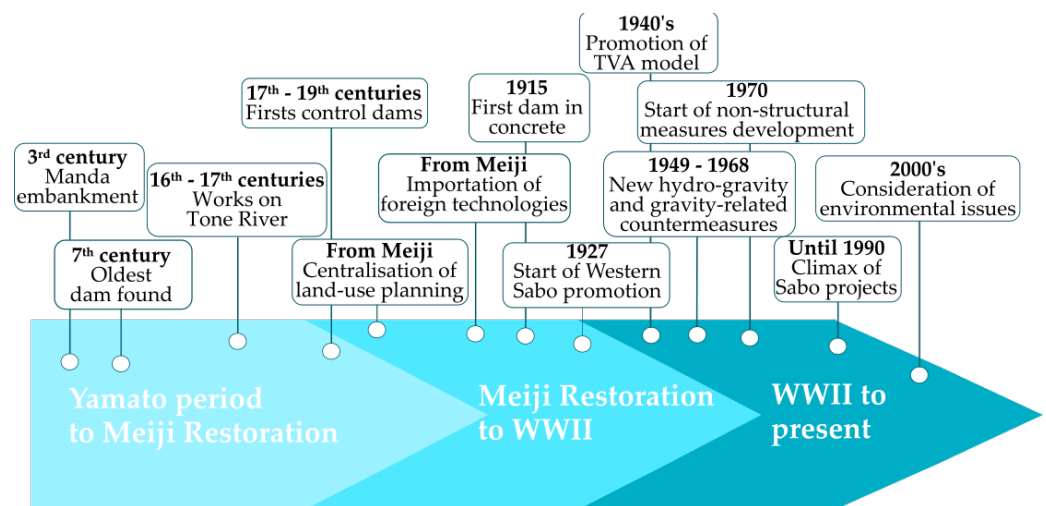 3rd century
Manda
embankment
7th century
Oldest
dam found
16th - 17th centuries
Works on
Tone River
17th - 19th centuries
Firsts control dams
From Meiji
Centralisation of
land-use planning
From Meiji
Importation of
foreign technologies
1915
First dam in
concrete
1927
Start of Western
Sabo promotion
1940's
Promotion of
TVA model
1949 - 1968
New hydro-gravity
and gravity-related
countermeasures
1970
Start of non-structural
measures development
Until 1990
Climax of
Sabo projects
2000's
Consideration of
environmental issues
Yamato period
to Meiji Restoration
Meiji Restoration
to WWII
WWII to
present